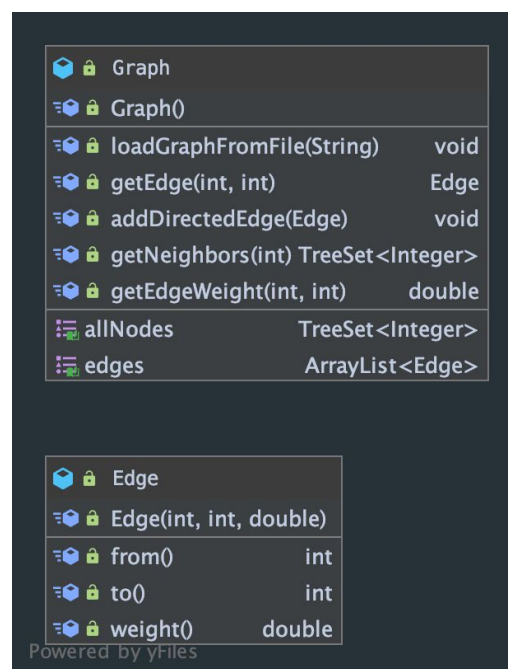 Graph
Graph()
loadGraphFromFile(String) void
getEdge(int, int) Edge
addDirectedEdge(Edge) void
getNeighbors(int) TreeSet<Integer>
getEdgeWeight(int, int) double
allNodes TreeSet<Integer>
edges ArrayList<Edge>
Edge
Edge(int, int, double)
from() int
to() int
weight() double
Powered by yFiles